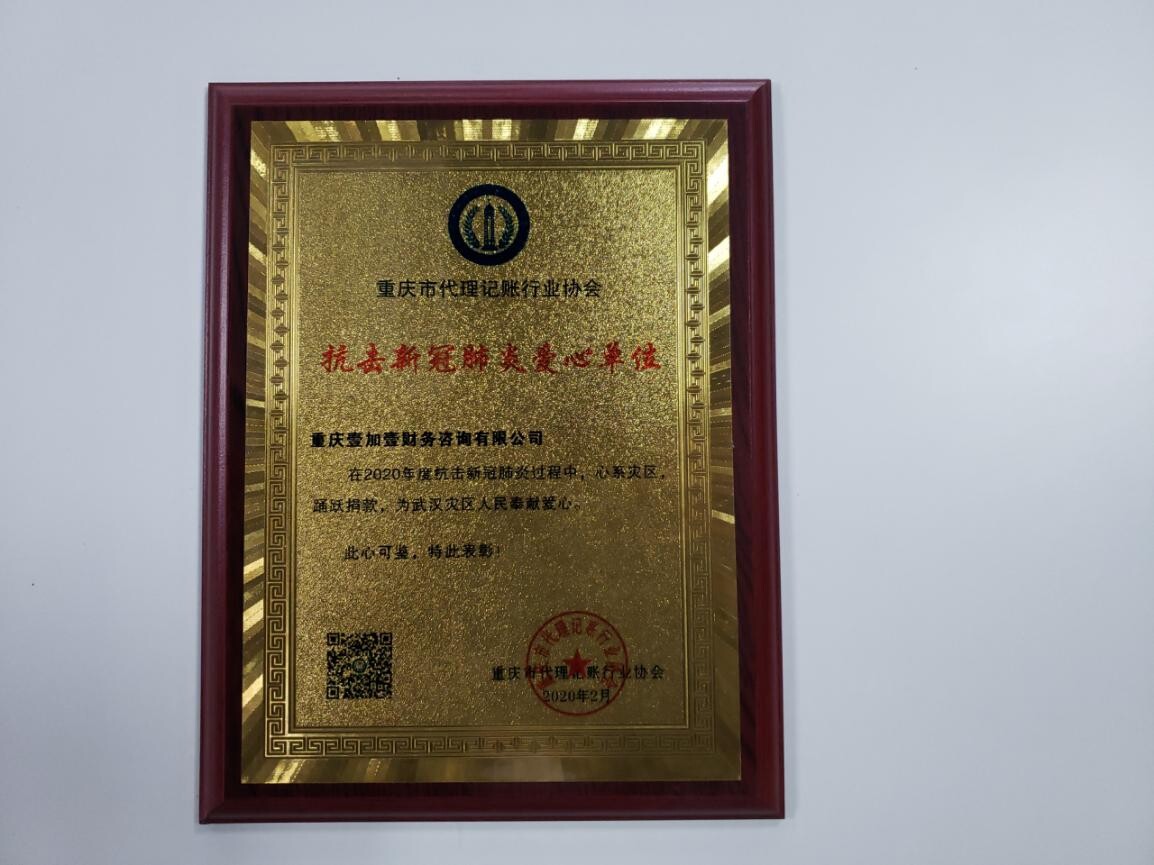 重庆市代理记账行业协会
抗击新冠肺炎爱心单位
重庆壹加壹财务咨询有限公司
在2020年度抗击新冠肺炎过程中，心系灾区，
踊跃捐款，为武汉灾区人民奉献爱心。
此心可鉴，特此表彰！
重庆市代理记账行业协会
2020年2月